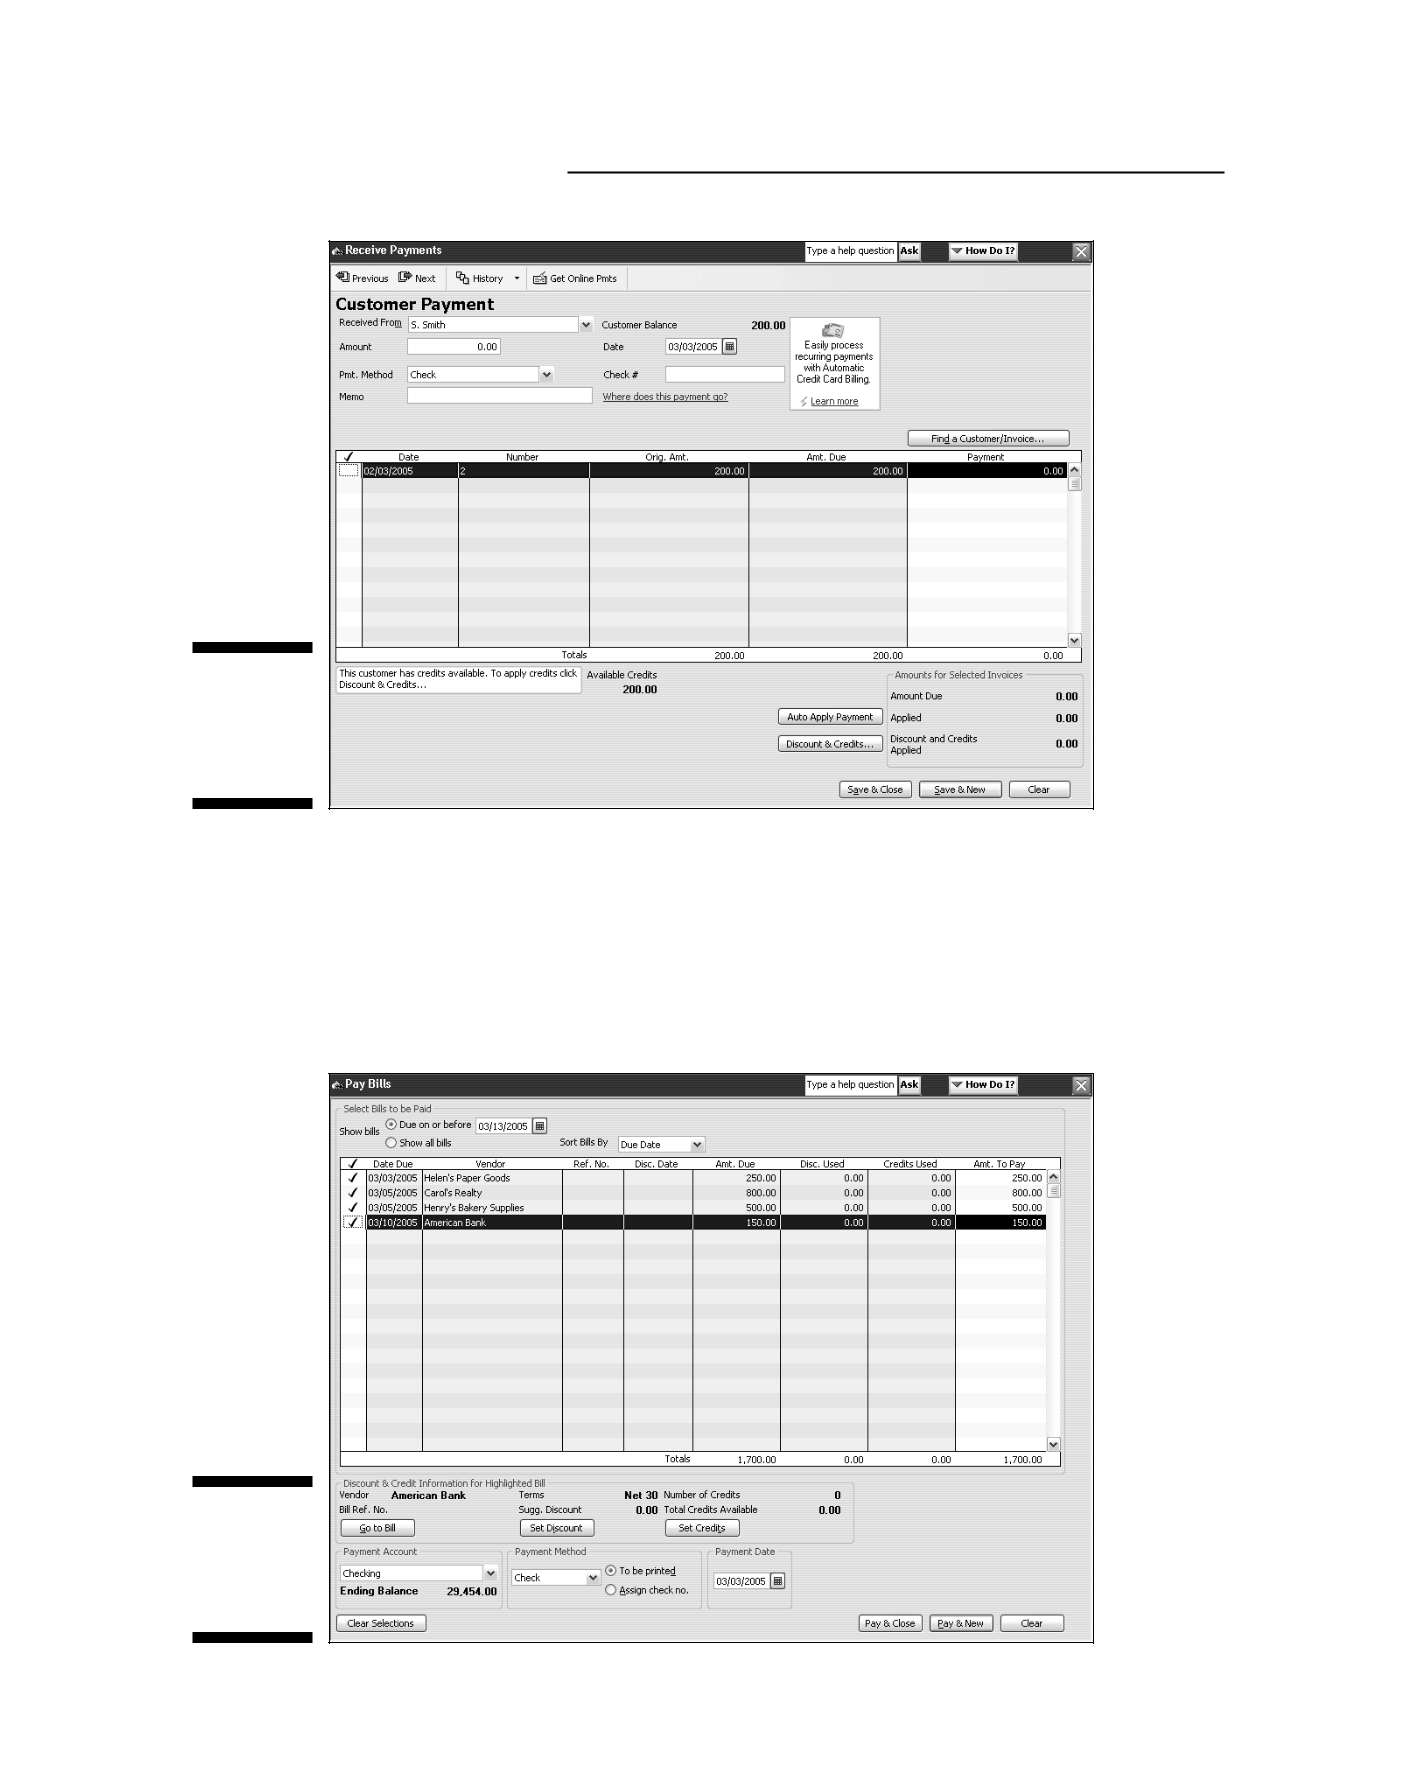 Receive Payments Type a help question Ask How Do I?
Previous Next History Get Online Pmts
Customer Payment
Received From S. Smith Customer Balance 200.00
Amount 0.00 Date 03/03/2005
Pmt. Method Check Check #
Memo Where does this payment go?
Easily process
recurring payments
with Automatic
Credit Card Billing.
Learn more
Find a Customer/Invoice...
✓ Date Number Orig. Amt. Amt. Due Payment
02/03/2005 2 200.00 200.00 0.00
Totals 200.00 200.00 0.00
This customer has credits available. To apply credits click
Discount & Credits...
Available Credits
200.00
Amounts for Selected Invoices
Amount Due 0.00
Auto Apply Payment Applied 0.00
Discount & Credits... Discount and Credits
Applied 0.00
Save & Close Save & New Clear
Pay Bills Type a help question Ask How Do I?
Select Bills to be Paid
Show bills Due on or before 03/13/2005
Show all bills Sort Bills By Due Date
✓ Date Due Vendor Ref. No. Disc. Date Amt. Due Disc. Used Credits Used Amt. To Pay
✓ 03/03/2005 Helen's Paper Goods 250.00 0.00 0.00 250.00
✓ 03/05/2005 Carol's Realty 800.00 0.00 0.00 800.00
✓ 03/05/2005 Henry's Bakery Supplies 500.00 0.00 0.00 500.00
✓ 03/10/2005 American Bank 150.00 0.00 0.00 150.00
Totals 1,700.00 0.00 0.00 1,700.00
Discount & Credit Information for Highlighted Bill
Vendor American Bank Terms Net 30 Number of Credits 0
Bill Ref. No. Sugg. Discount 0.00 Total Credits Available 0.00
Go to Bill Set Discount Set Credits
Payment Account Payment Method Payment Date
Checking Check To be printed 03/03/2005
Ending Balance 29,454.00 Assign check no.
Clear Selections Pay & Close Pay & New Clear